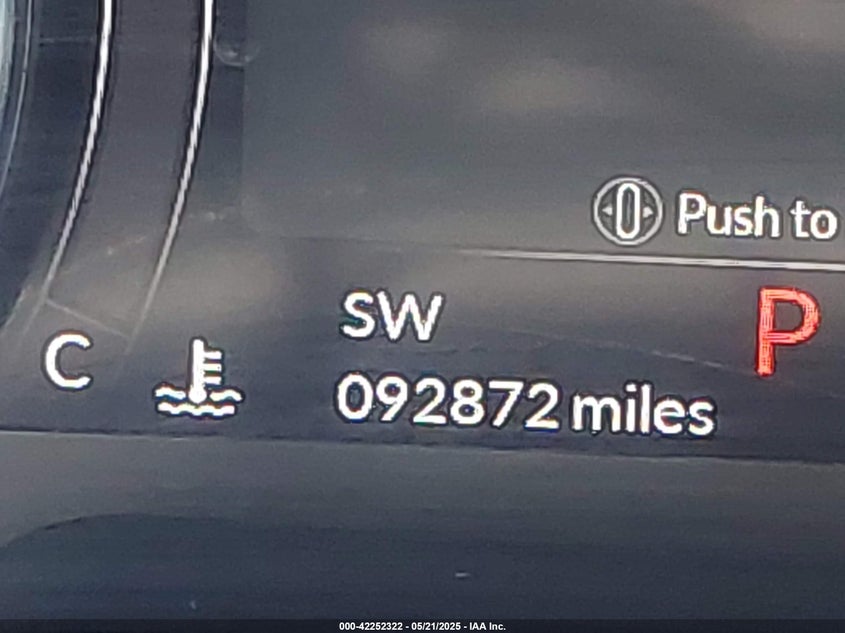 Push to
SW
P
C
092872 miles
000-42252322 - 05/21/2025 - IAA Inc.